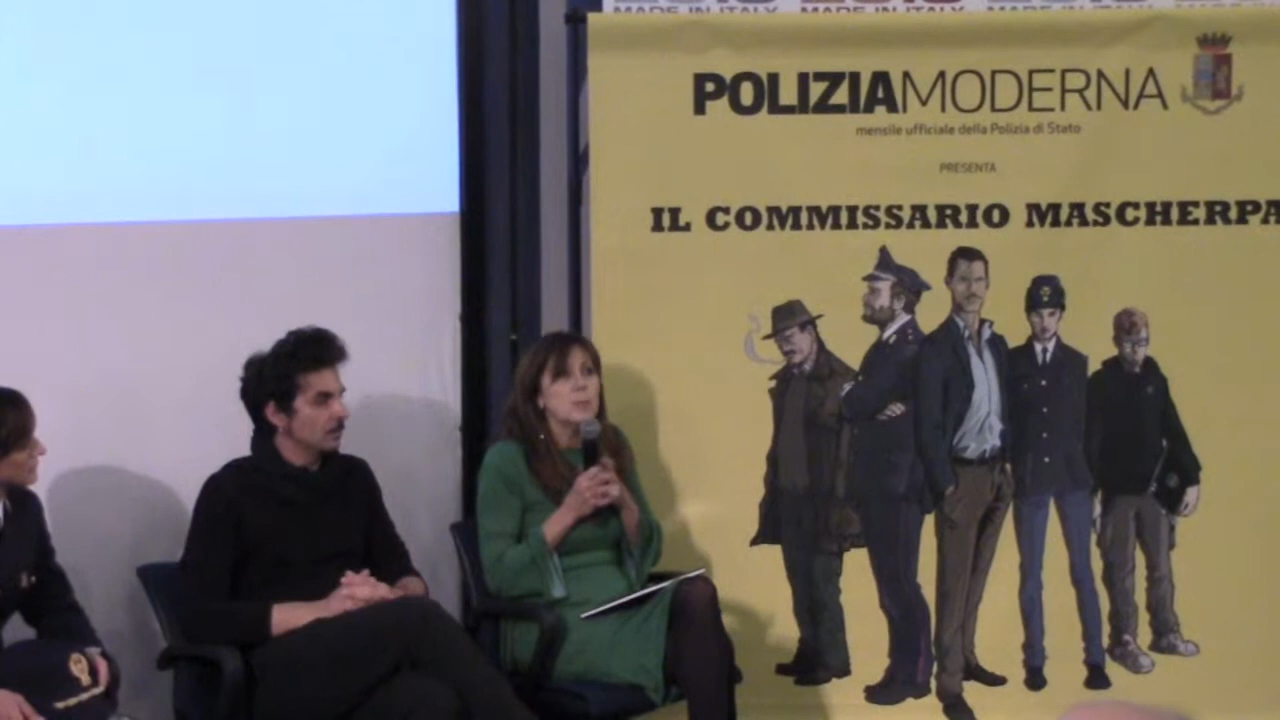 MADE IN ITALY MADE IN ITALY MADE IN ITALY
POLIZIAMODERNA
mensile ufficiale della Polizia di Stato
PRESENTA
IL COMMISSARIO MASCHERPA